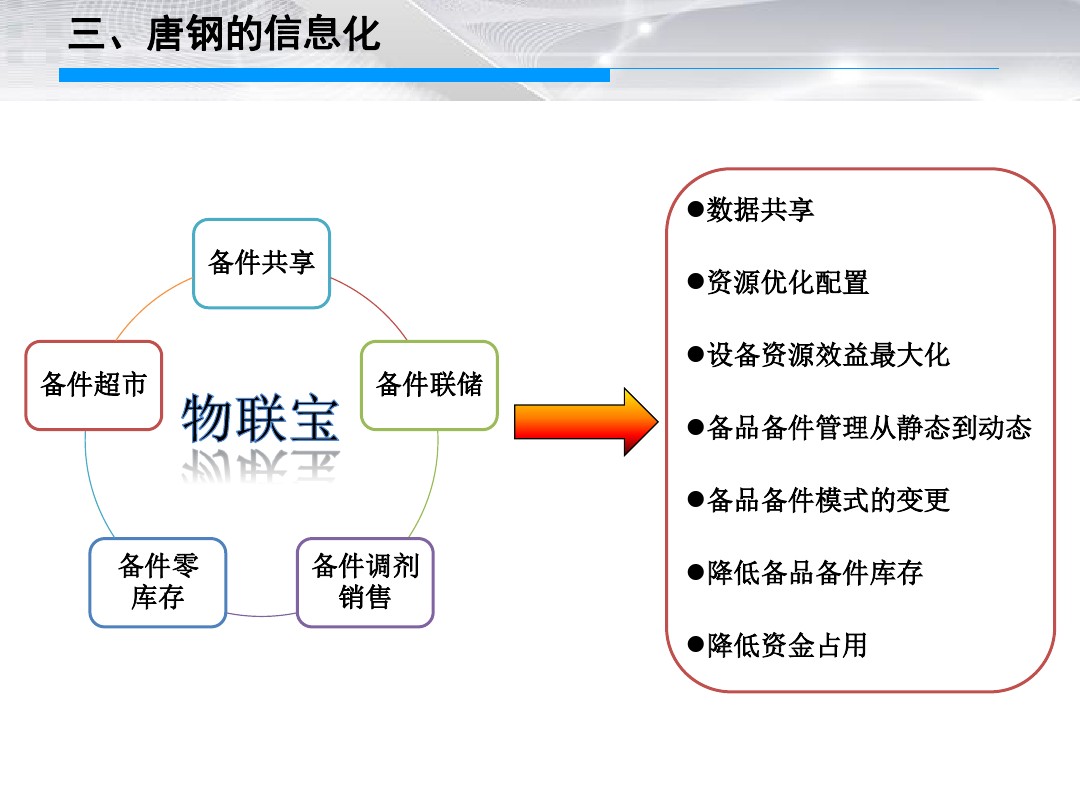 三、唐钢的信息化
备件共享
备件超市
备件联储
物联宝
备件零
库存
备件调剂
销售
●数据共享
●资源优化配置
●设备资源效益最大化
●备品备件管理从静态到动态
●备品备件模式的变更
●降低备品备件库存
●降低资金占用